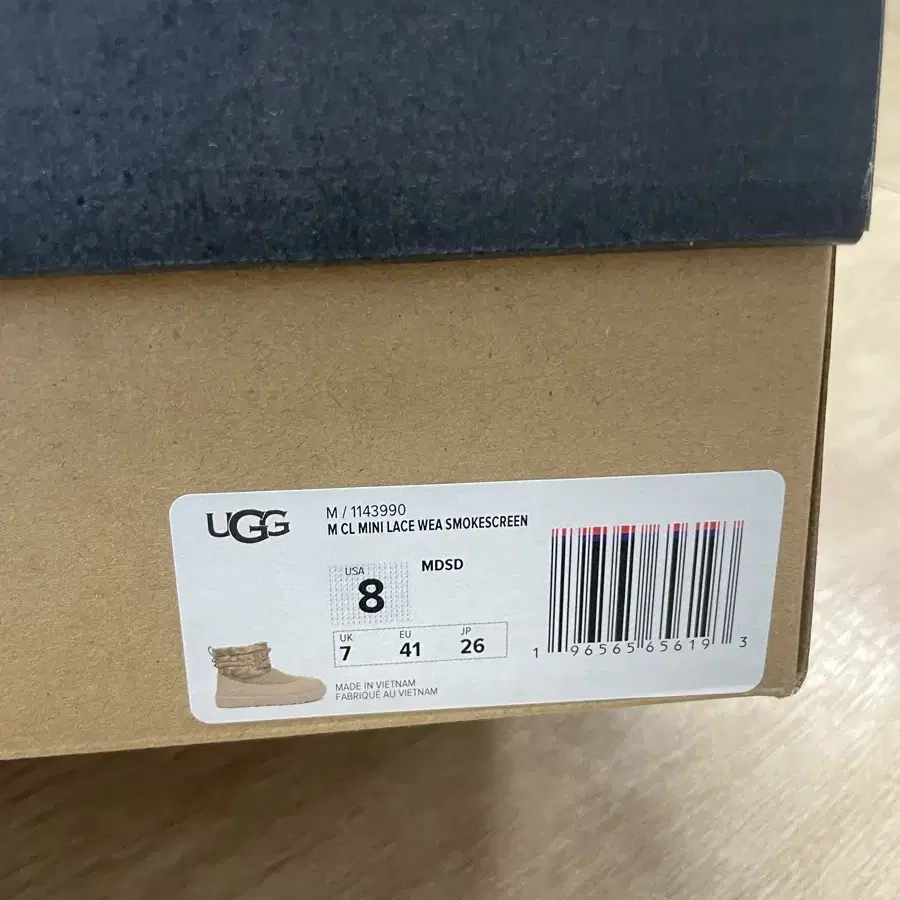 UGG
M / 1143990
M CL MINI LACE WEA SMOKESCREEN
USA
8
MDSD
UK EU JP
7 41 26
MADE IN VIETNAM
FABRIQUÉ AU VIETNAM
1 96565 65619 3